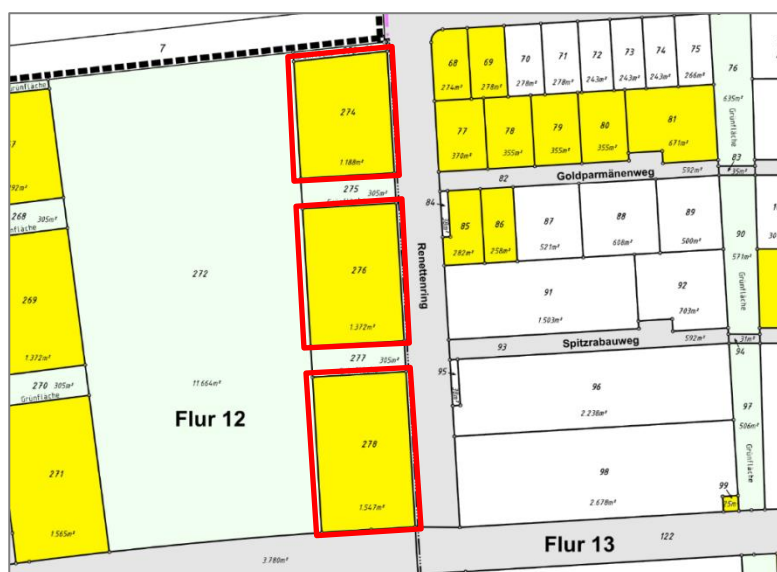 7
Grünfläche
274
1.188m²
275 305m²
276
1.372m²
277 305m²
278
1.547m²
292m²
268 305m²
269
1.372m²
270 305m²
Grünfläche
271
1.565m²
272
11.664m²
Flur 12
3.780m²
Renettenring
68
274m²
69
278m²
70
278m²
71
278m²
72
243m²
73
243m²
74
243m²
75
266m²
76
635m²
Grünfläche
77
370m²
78
355m²
79
355m²
80
355m²
81
671m²
82
Goldparmänenweg
592m²
83
35m²
84
85
282m²
86
258m²
87
521m²
88
608m²
89
500m²
90
571m²
Grünfläche
91
1.503m²
92
703m²
93
Spitzrabauweg
592m²
31m²
94
95
96
2.238m²
97
506m²
Grünfläche
98
2.678m²
99
122
Flur 13